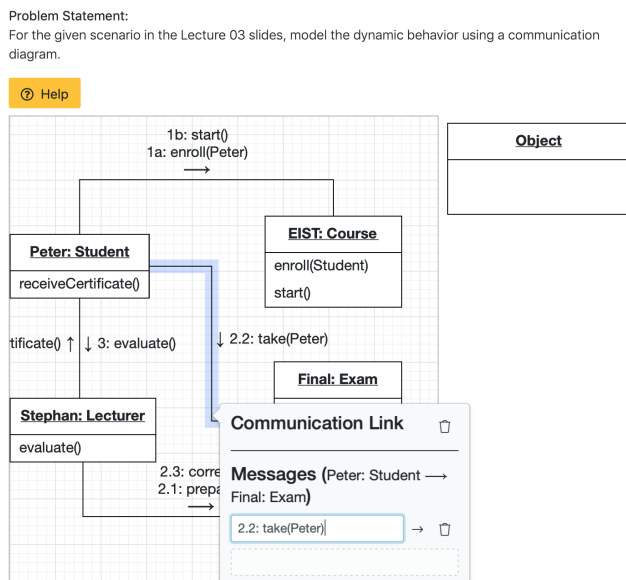 Problem Statement:
For the given scenario in the Lecture 03 slides, model the dynamic behavior using a communication
diagram.
Help
1b: start()
1a: enroll(Peter)
Object
Peter: Student
receiveCertificate()
EIST: Course
enroll(Student)
start()
tificate() ↑ ↓ 3: evaluate()
↓ 2.2: take(Peter)
Final: Exam
Stephan: Lecturer
evaluate()
2.3: corre
2.1: prepa
Communication Link
Messages (Peter: Student →
Final: Exam)
2.2: take(Peter)